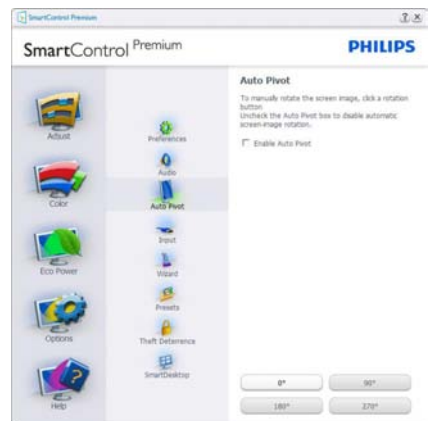 SmartControl Premium
SmartControl Premium
PHILIPS
Adjust
Color
Eco Power
Options
Help
Preferences
Audio
Auto Pivot
Input
Wizard
Presets
Theft Deterrence
SmartDesktop
Auto Pivot
To manually rotate the screen image, click a rotation
button
Uncheck the Auto Pivot box to disable automatic
screen-image rotation.
Enable Auto Pivot
0°
90°
180°
270°